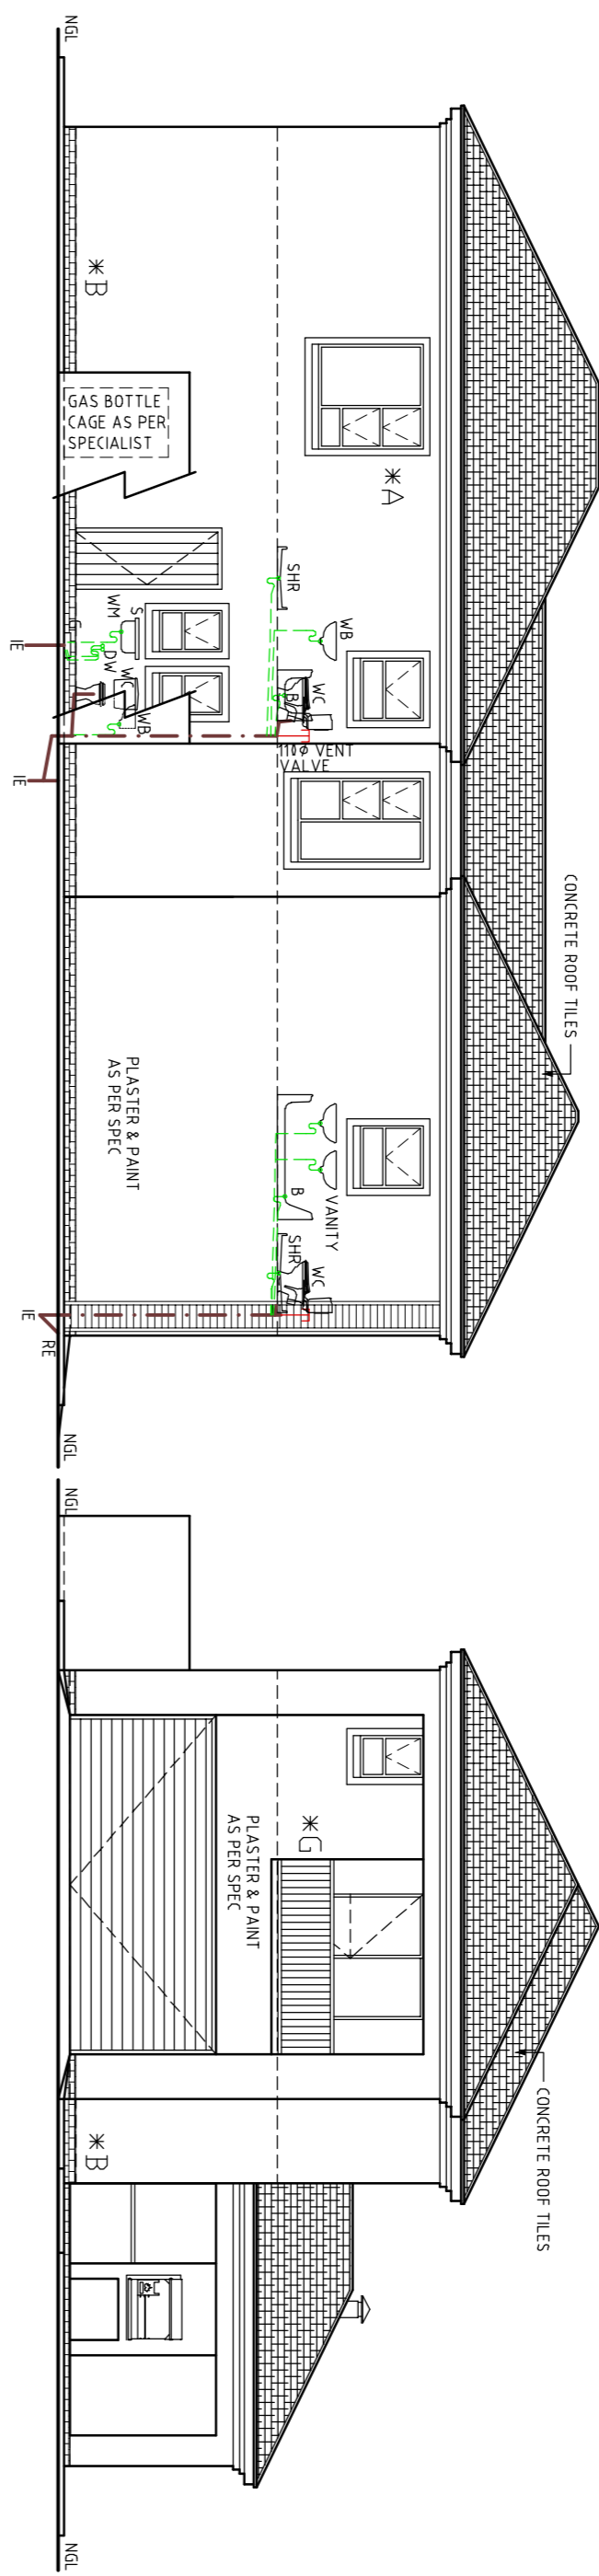 NGL
*B
GAS BOTTLE
CAGE AS PER
SPECIALIST
*A
SHR
WB
WC
B
110ø VENT
VALVE
S
WM
DW
G
WC
WB
IE
IE
CONCRETE ROOF TILES
PLASTER & PAINT
AS PER SPEC
VANITY
B
SHR
WC
IE
RE
NGL
NGL
*G
PLASTER & PAINT
AS PER SPEC
CONCRETE ROOF TILES
*B
NGL